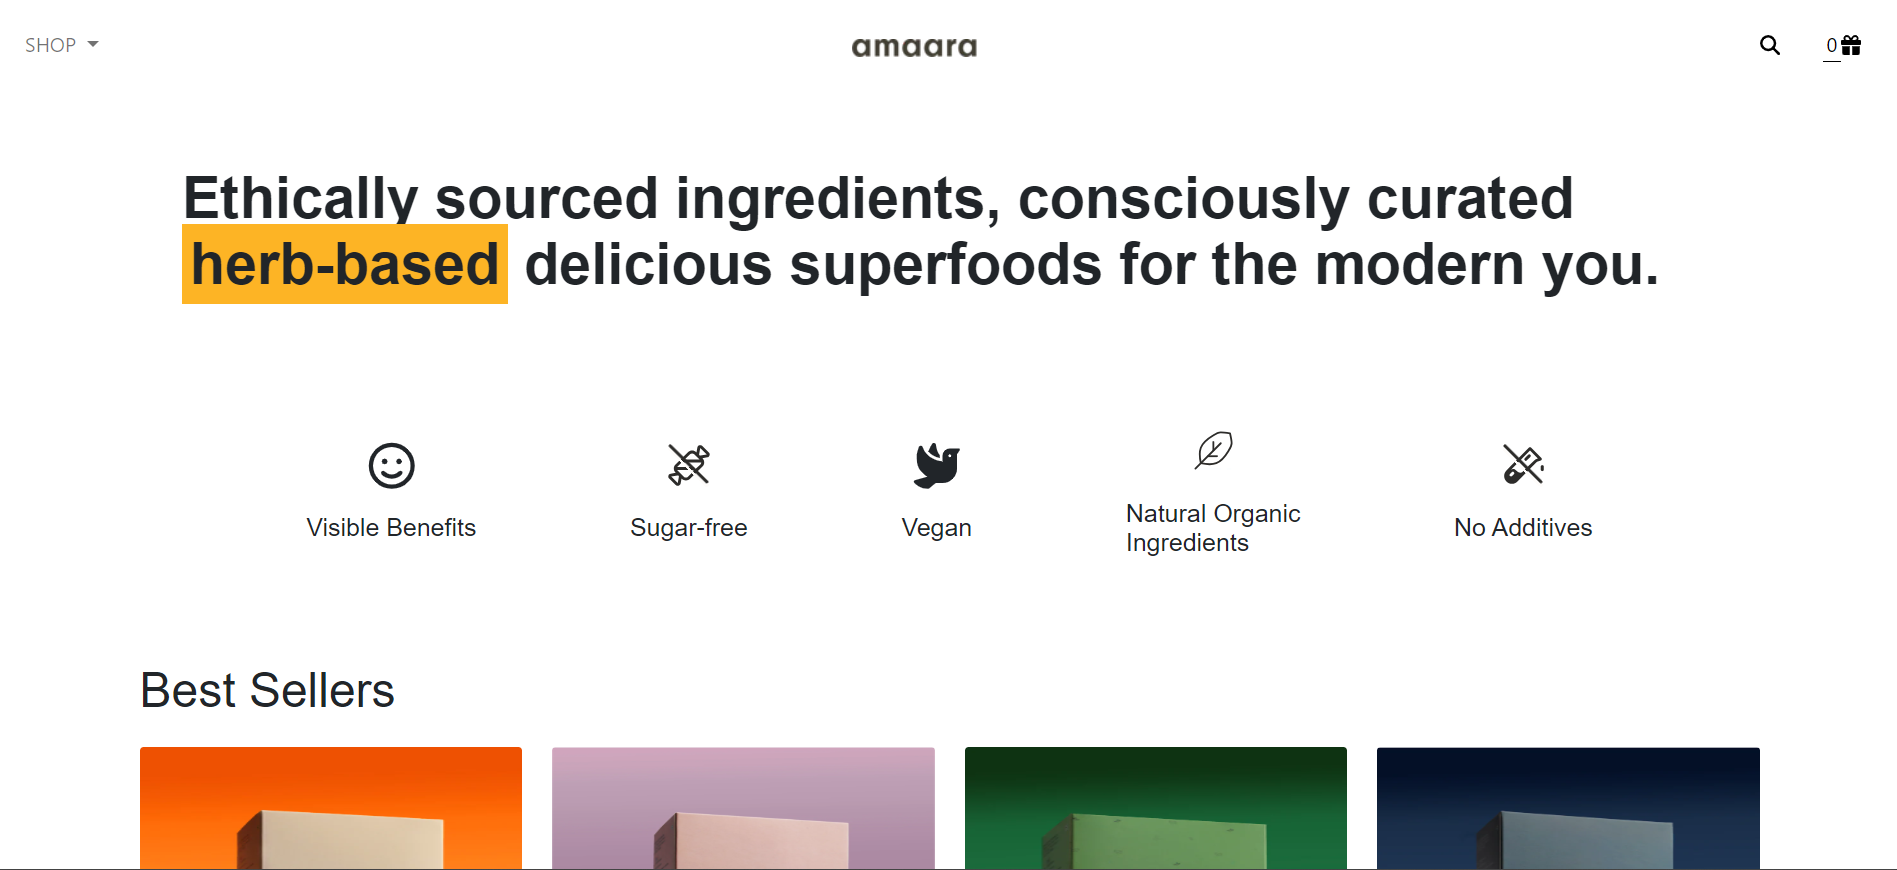 SHOP
amaara
0
Ethically sourced ingredients, consciously curated
herb-based delicious superfoods for the modern you.
Visible Benefits
Sugar-free
Vegan
Natural Organic
Ingredients
No Additives
Best Sellers